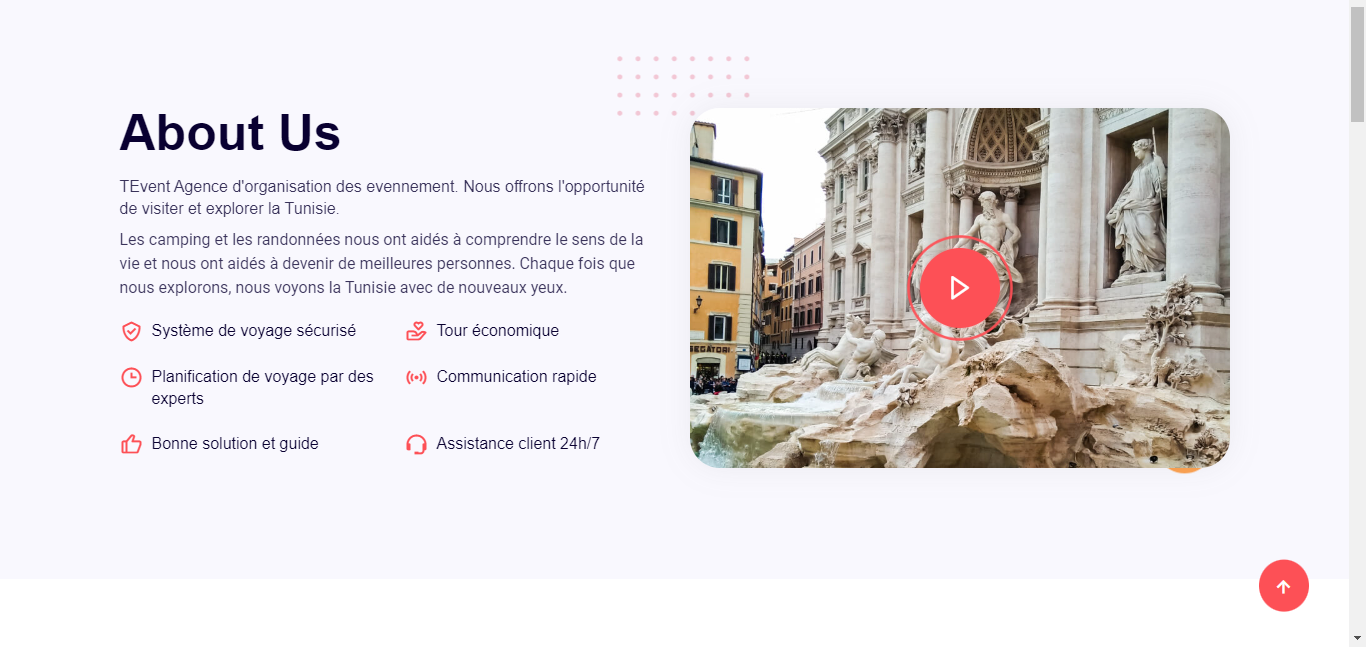 About Us
TEvent Agence d'organisation des evennement. Nous offrons l'opportunité
de visiter et explorer la Tunisie.
Les camping et les randonnées nous ont aidés à comprendre le sens de la
vie et nous ont aidés à devenir de meilleures personnes. Chaque fois que
nous explorons, nous voyons la Tunisie avec de nouveaux yeux.
Système de voyage sécurisé
Tour économique
Planification de voyage par des
experts
Communication rapide
Bonne solution et guide
Assistance client 24h/7
SEGATORI